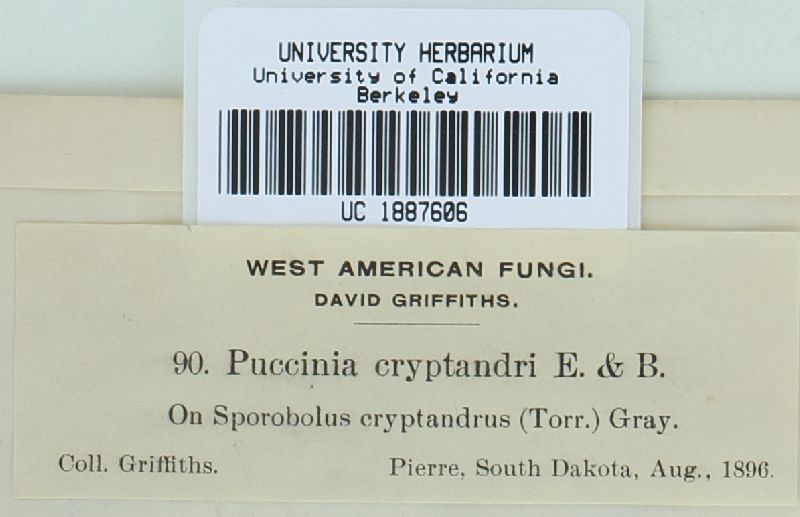 UNIVERSITY HERBARIUM
University of California
Berkeley
UC 1887606
WEST AMERICAN FUNGI.
DAVID GRIFFITHS.
90. Puccinia cryptandri E. & B.
On Sporobolus cryptandrus (Torr.) Gray.
Coll. Griffiths. Pierre, South Dakota, Aug., 1896.